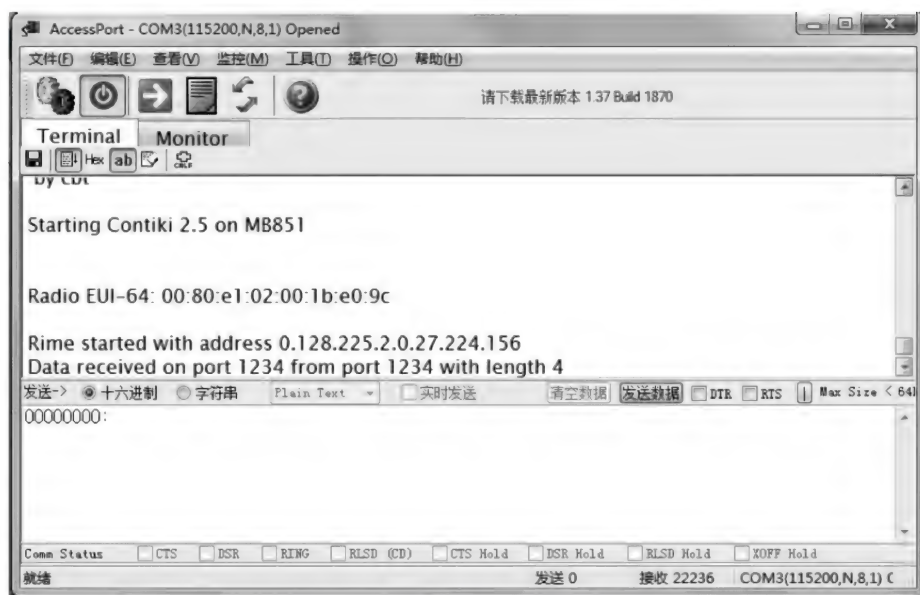 AccessPort - COM3(115200,N,8,1) Opened
文件(F) 编辑(E) 查看(V) 监控(M) 工具(T) 操作(O) 帮助(H)
请下载最新版本 1.37 Build 1870
Terminal Monitor
Hex ab
by cbt
Starting Contiki 2.5 on MB851
Radio EUI-64: 00:80:e1:02:00:1b:e0:9c
Rime started with address 0.128.225.2.0.27.224.156
Data received on port 1234 from port 1234 with length 4
发送-> 十六进制 字符串 Plain Text 实时发送 清空数据 发送数据 DTR RTS Max Size < 64
00000000:
Comm Status CTS DSR RING RLSD (CD) CTS Hold DSR Hold RLSD Hold XOFF Hold
就绪 发送 0 接收 22236 COM3(115200,N,8,1) C